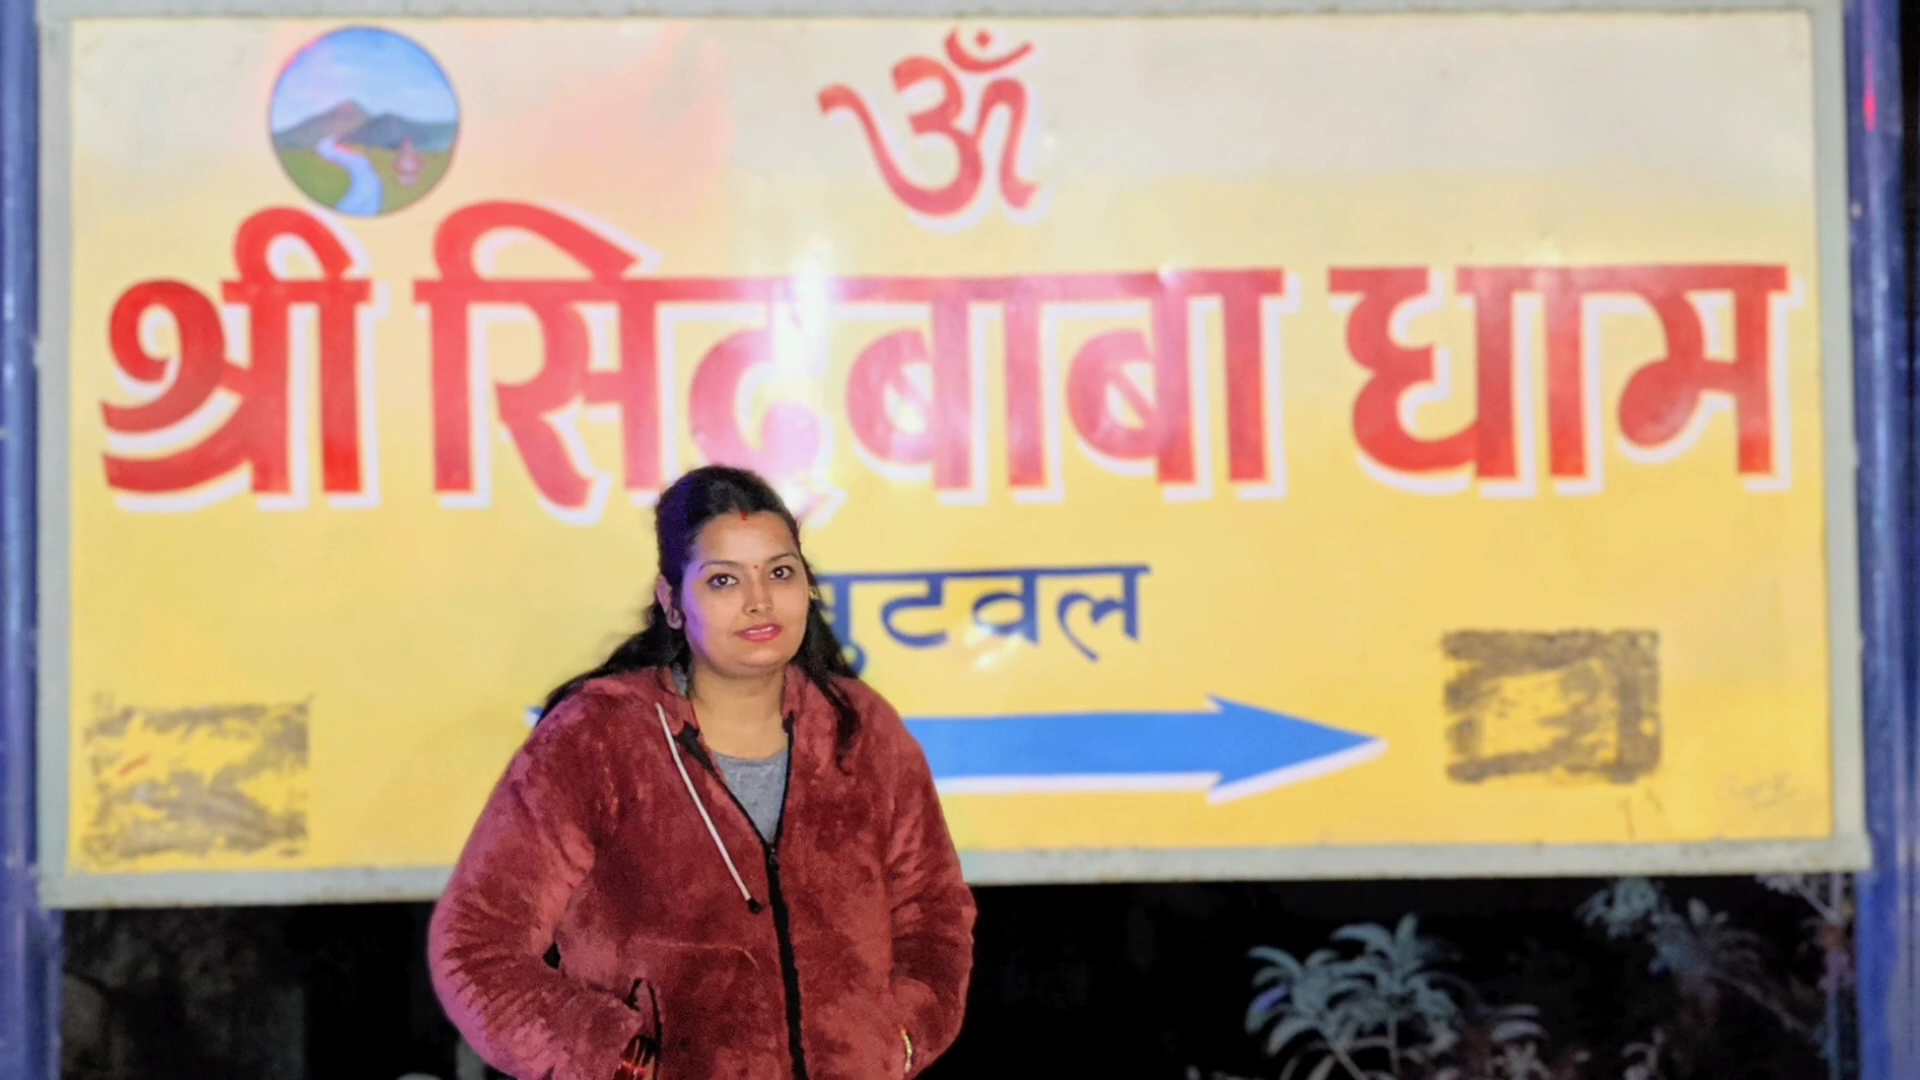 ॐ
श्री सिद्धबाबा धाम
बुटवल